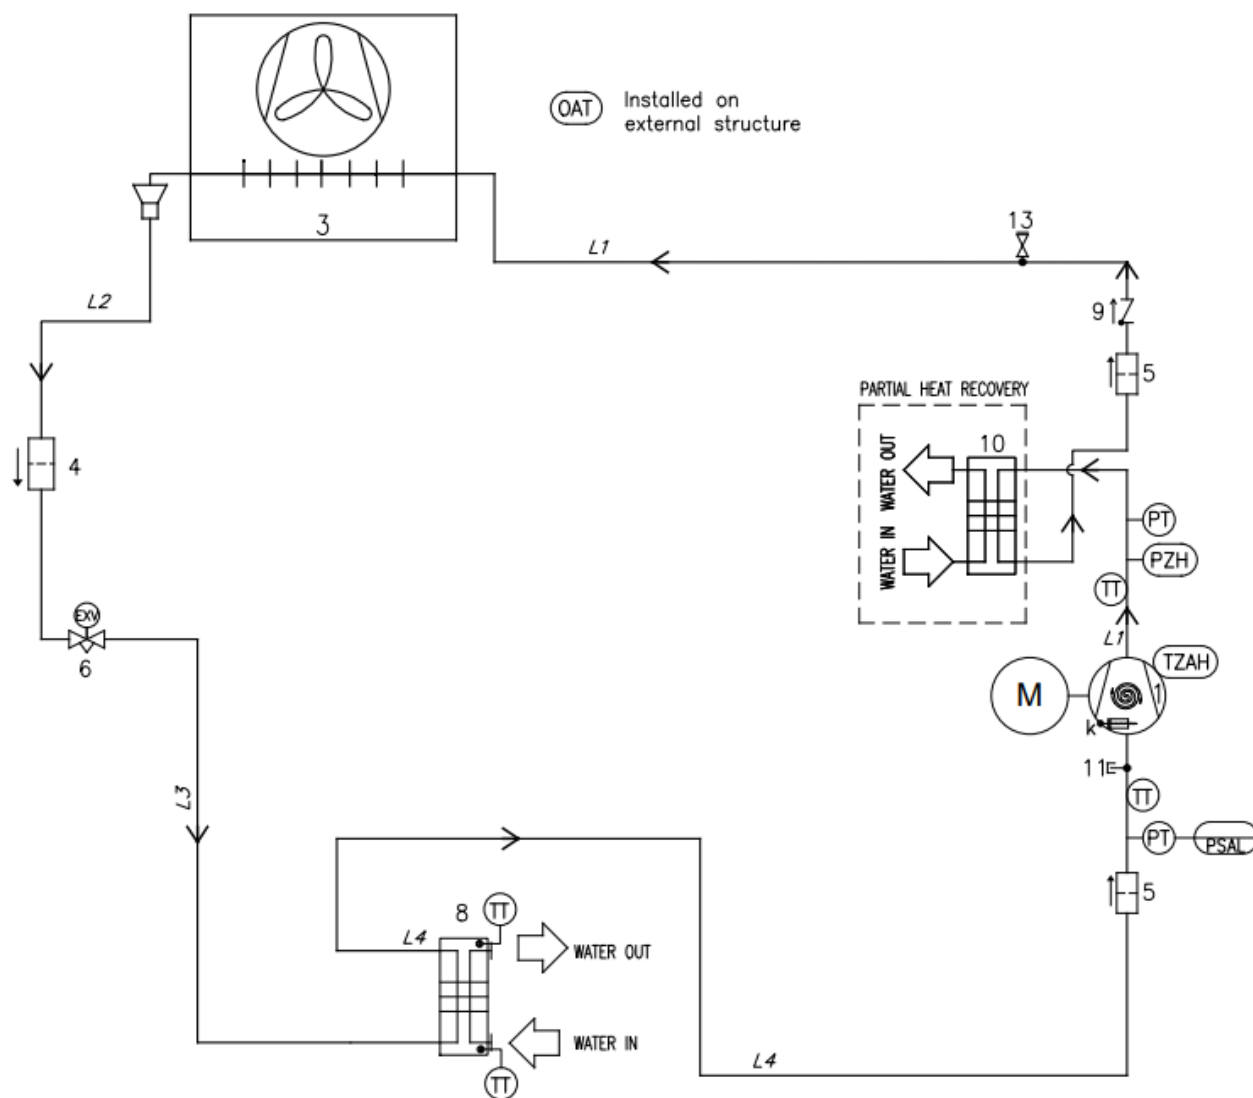 OAT
Installed on
external structure
3
13
L1
9
L2
5
PARTIAL HEAT RECOVERY
10
4
WATER IN WATER OUT
PT
PZH
TT
EXV
L1
6
TZAH
M
1
k
11
TT
L3
PT
PSAL
5
8
TT
L4
WATER OUT
WATER IN
L4
TT